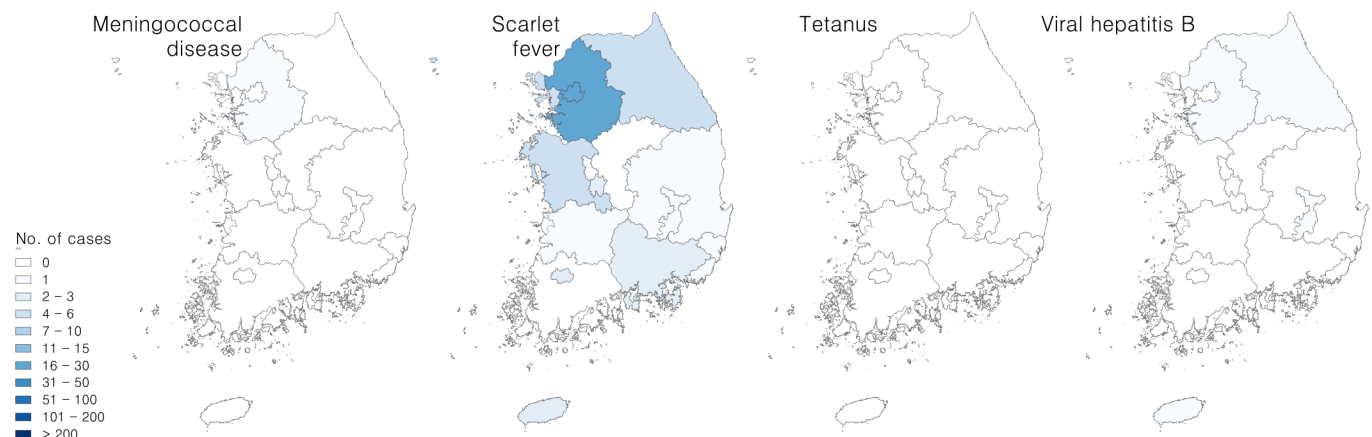 Meningococcal
disease
Scarlet
fever
Tetanus
Viral hepatitis B
No. of cases
0
1
2 – 3
4 – 6
7 – 10
11 – 15
16 – 30
31 – 50
51 – 100
101 – 200
> 200